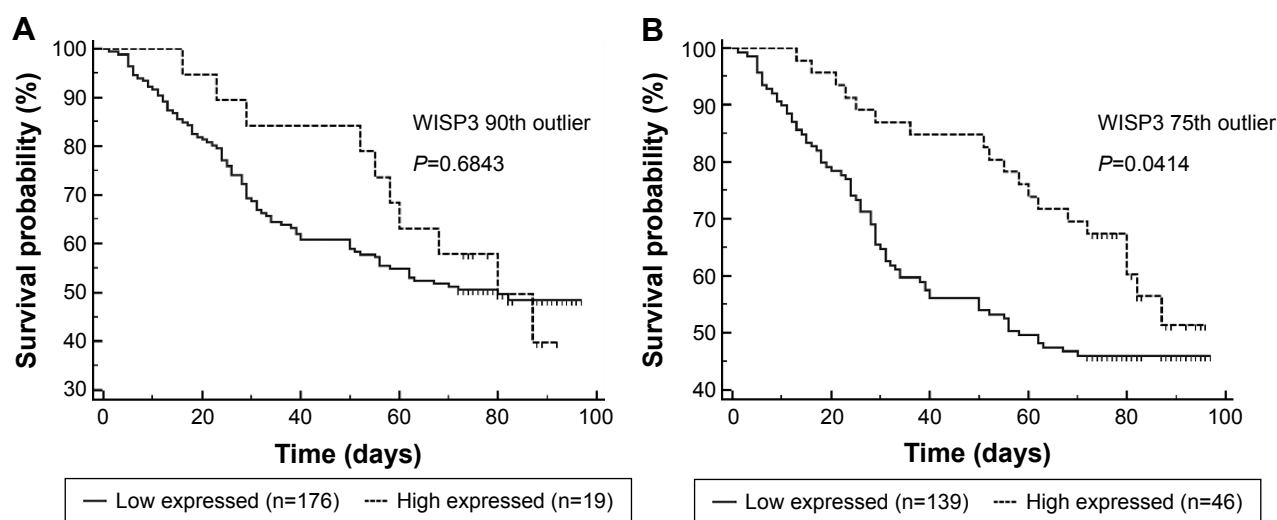 A
Survival probability (%)
100
90
80
70
60
50
40
30
WISP3 90th outlier
P=0.6843
0 20 40 60 80 100
Time (days)
Low expressed (n=176) High expressed (n=19)
B
Survival probability (%)
100
90
80
70
60
50
40
WISP3 75th outlier
P=0.0414
0 20 40 60 80 100
Time (days)
Low expressed (n=139) High expressed (n=46)